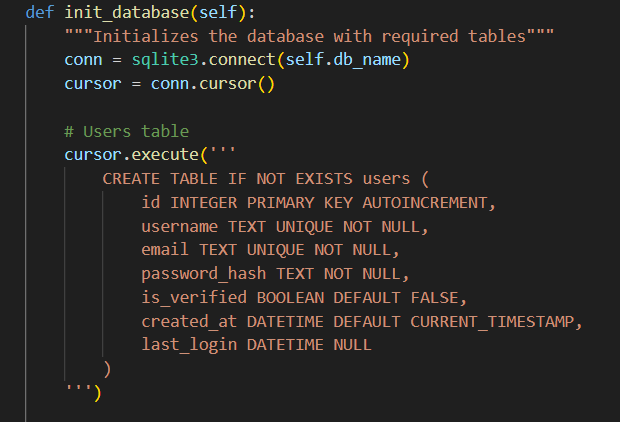 def init_database(self):
    """Initializes the database with required tables"""
    conn = sqlite3.connect(self.db_name)
    cursor = conn.cursor()

    # Users table
    cursor.execute('''
        CREATE TABLE IF NOT EXISTS users (
            id INTEGER PRIMARY KEY AUTOINCREMENT,
            username TEXT UNIQUE NOT NULL,
            email TEXT UNIQUE NOT NULL,
            password_hash TEXT NOT NULL,
            is_verified BOOLEAN DEFAULT FALSE,
            created_at DATETIME DEFAULT CURRENT_TIMESTAMP,
            last_login DATETIME NULL
        )
    ''')